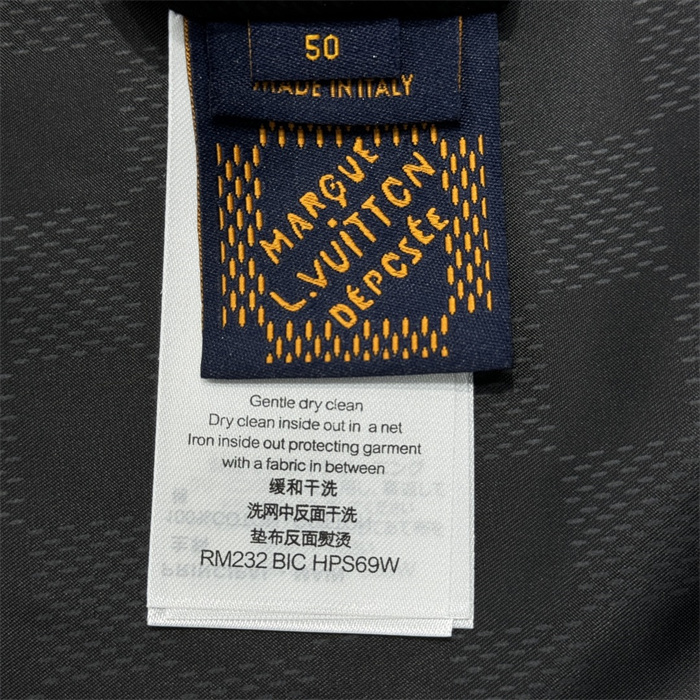 50
MADE IN ITALY
MARQUE
L.VUITTON
DÉPOSÉE
Gentle dry clean
Dry clean inside out in a net
Iron inside out protecting garment
with a fabric in between
缓和干洗
洗网中反面干洗
垫布反面熨烫
RM232 BIC HPS69W